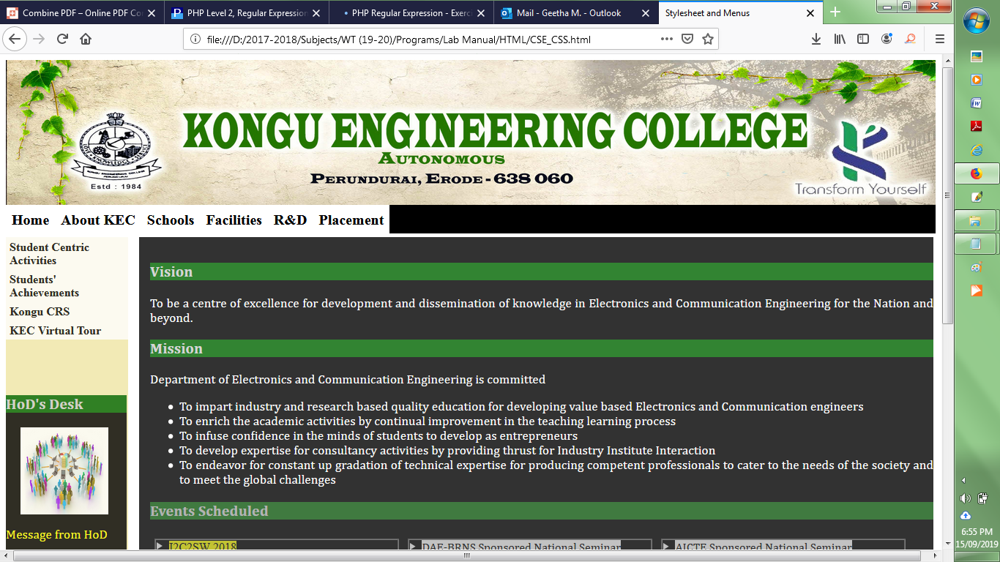 Combine PDF – Online PDF Co
PHP Level 2, Regular Expression
PHP Regular Expression - Exerci
Mail - Geetha M. - Outlook
Stylesheet and Menus
file:///D:/2017-2018/Subjects/WT (19-20)/Programs/Lab Manual/HTML/CSE_CSS.html
KONGU ENGINEERING COLLEGE
AUTONOMOUS
PERUNDURAI, ERODE - 638 060
Estd : 1984
Transform Yourself
Home About KEC Schools Facilities R&D Placement
Student Centric
Activities
Students'
Achievements
Kongu CRS
KEC Virtual Tour
HoD's Desk
Message from HoD
Vision
To be a centre of excellence for development and dissemination of knowledge in Electronics and Communication Engineering for the Nation and
beyond.
Mission
Department of Electronics and Communication Engineering is committed
• To impart industry and research based quality education for developing value based Electronics and Communication engineers
• To enrich the academic activities by continual improvement in the teaching learning process
• To infuse confidence in the minds of students to develop as entrepreneurs
• To develop expertise for consultancy activities by providing thrust for Industry Institute Interaction
• To endeavor for constant up gradation of technical expertise for producing competent professionals to cater to the needs of the society and
to meet the global challenges
Events Scheduled
I2C2SW 2018
DAE-BRNS Sponsored National Seminar
AICTE Sponsored National Seminar
6:55 PM
15/09/2019